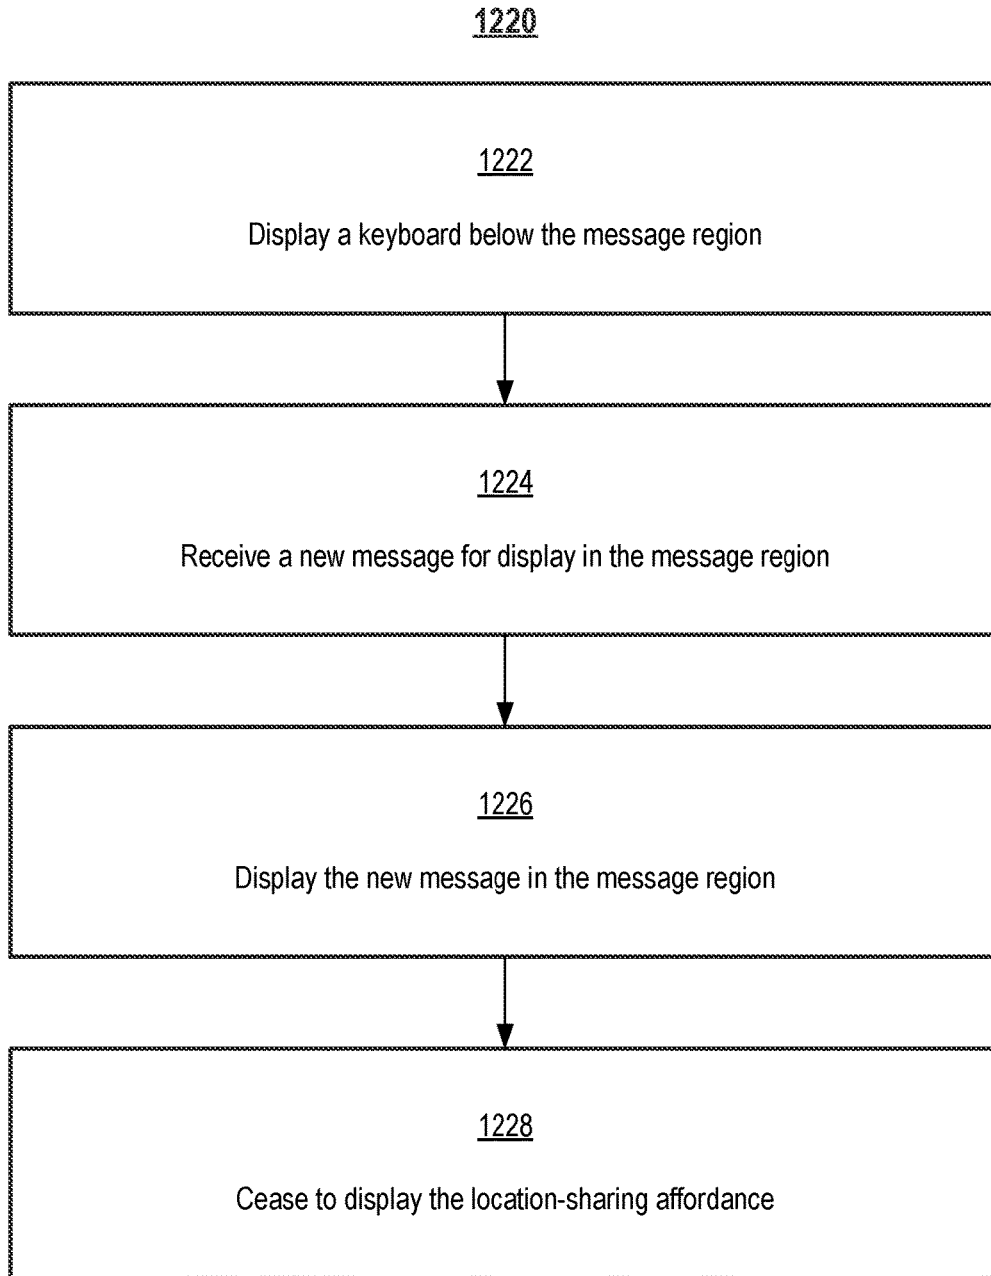 1220
1222
Display a keyboard below the message region
1224
Receive a new message for display in the message region
1226
Display the new message in the message region
1228
Cease to display the location-sharing affordance